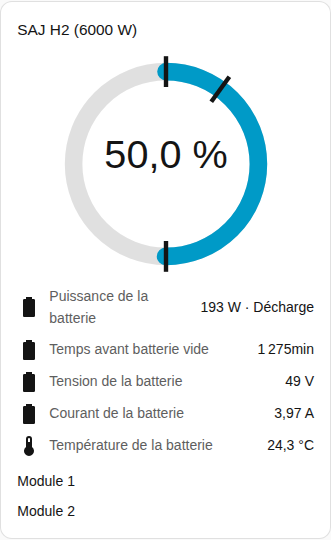 SAJ H2 (6000 W)
50,0 %
Puissance de la
batterie
193 W · Décharge
Temps avant batterie vide 1 275min
Tension de la batterie 49 V
Courant de la batterie 3,97 A
Température de la batterie 24,3 °C
Module 1
Module 2